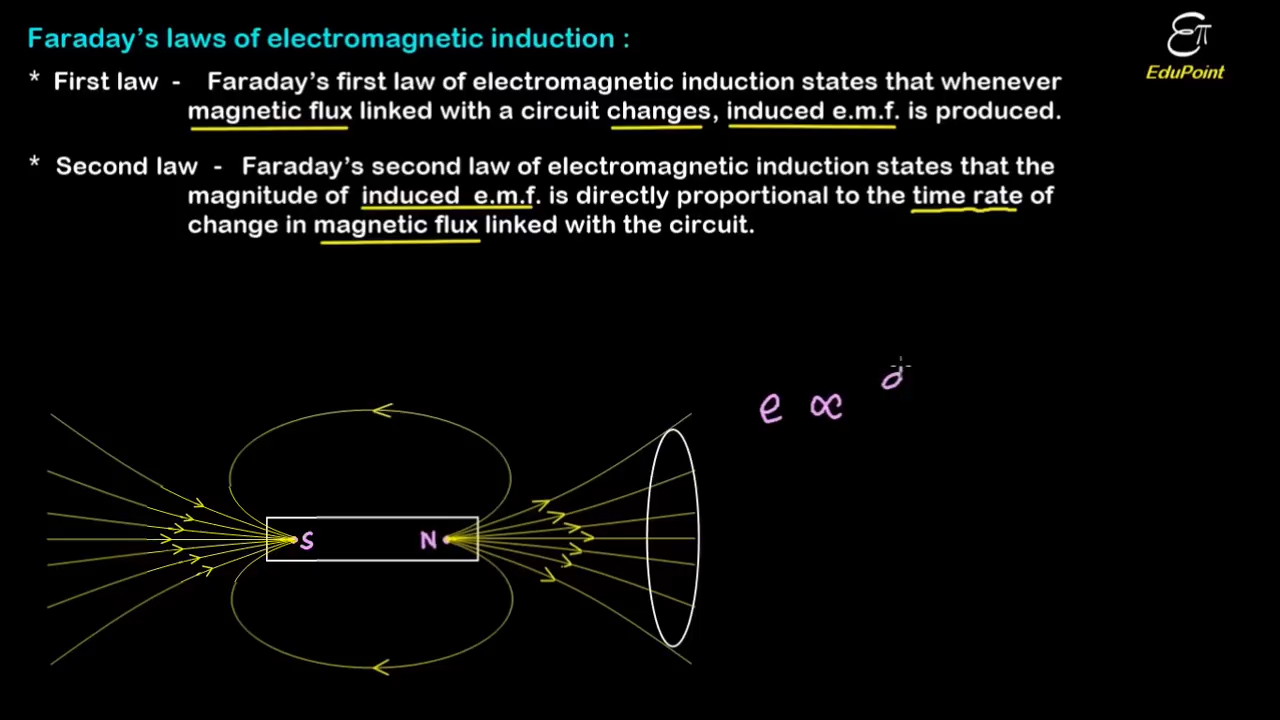 Faraday's laws of electromagnetic induction :
επ
EduPoint
* First law - Faraday's first law of electromagnetic induction states that whenever
magnetic flux linked with a circuit changes, induced e.m.f. is produced.
* Second law - Faraday's second law of electromagnetic induction states that the
magnitude of induced e.m.f. is directly proportional to the time rate of
change in magnetic flux linked with the circuit.
e ∝
S N